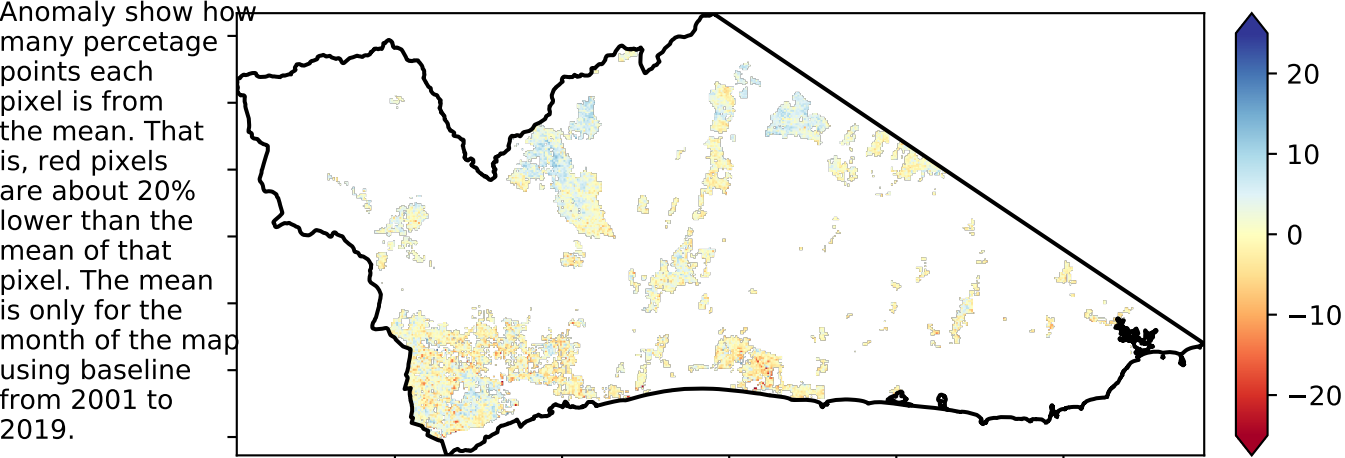 Anomaly show how
many percetage
points each
pixel is from
the mean. That
is, red pixels
are about 20%
lower than the
mean of that
pixel. The mean
is only for the
month of the map
using baseline
from 2001 to
2019.
20
10
0
−10
−20